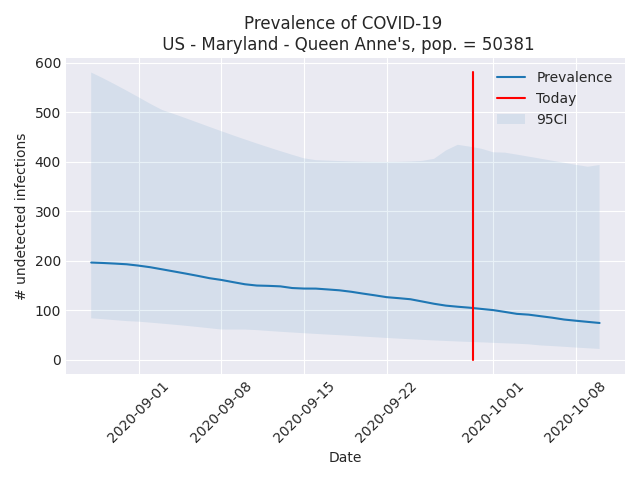 Prevalence of COVID-19
US - Maryland - Queen Anne's, pop. = 50381
Prevalence
Today
95CI
# undetected infections
600
500
400
300
200
100
0
2020-09-01
2020-09-08
2020-09-15
2020-09-22
2020-10-01
2020-10-08
Date